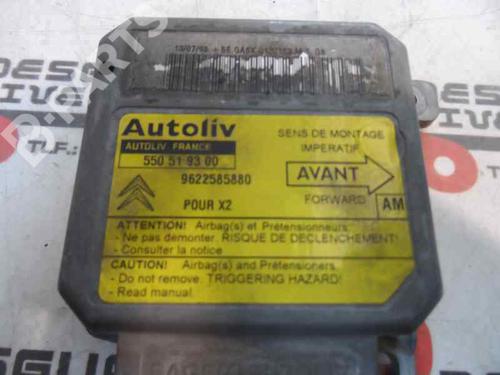 Autoliv
AUTOLIV FRANCE
550 51 93 00
9622585880
POUR X2
SENS DE MONTAGE
IMPERATIF
AVANT
FORWARD
AM
ATTENTION! Airbag(s) et Prétensionneurs
- Ne pas demonter. RISQUE DE DECLENCHEMENT!
- Consulter la notice
CAUTION! Airbag(s) and Pretensioners.
- Do not remove. TRIGGERING HAZARD!
- Read manual.